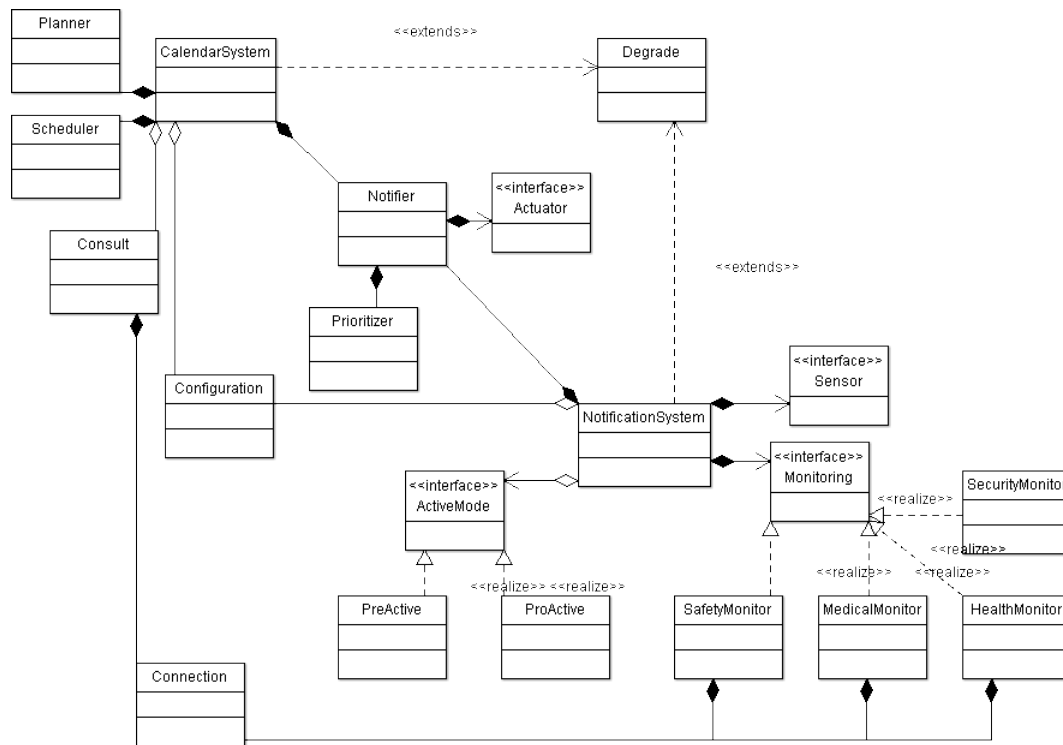 Planner
CalendarSystem
<<extends>>
Degrade
Scheduler
Notifier
<<interface>>
Actuator
Consult
<<extends>>
Prioritizer
<<interface>>
Sensor
Configuration
NotificationSystem
<<interface>>
Monitoring
<<interface>>
ActiveMode
SecurityMonitor
<<realize>>
<<realize>>
<<realize>>
<<realize>>
<<realize>>
<<realize>>
PreActive
ProActive
SafetyMonitor
MedicalMonitor
HealthMonitor
Connection